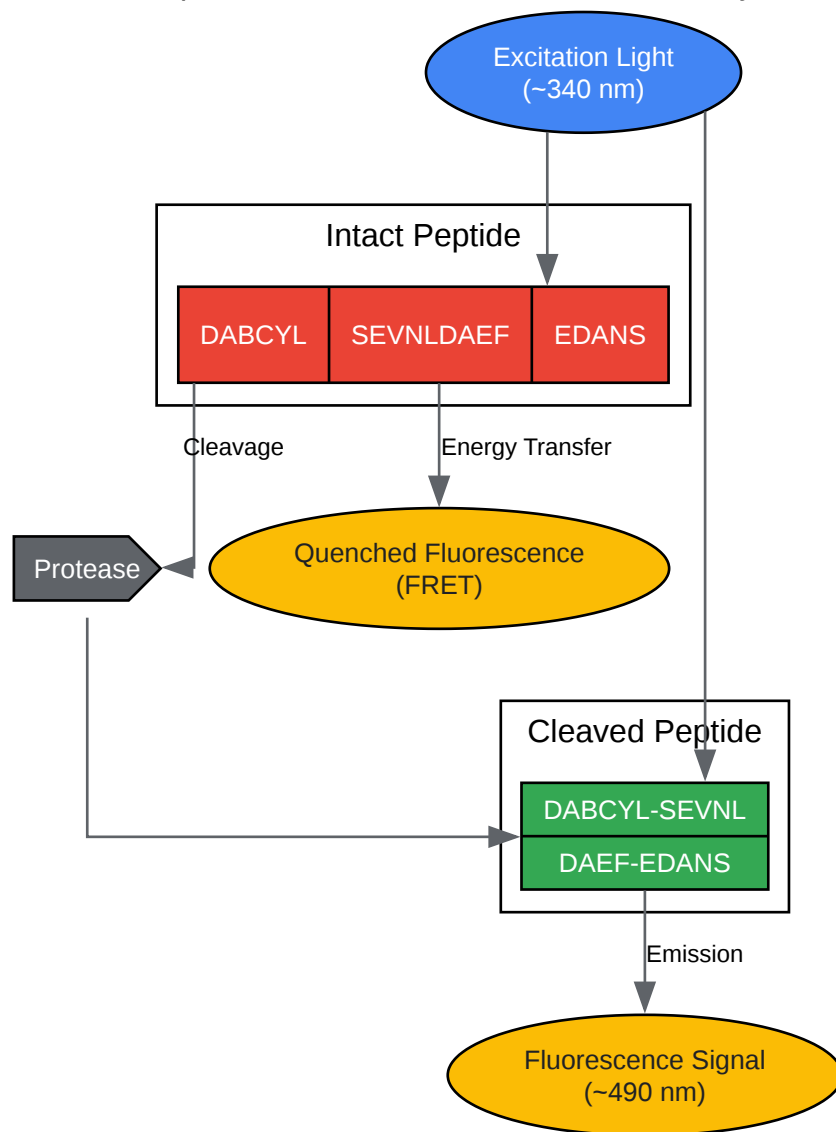 Excitation Light
(~340 nm)
Intact Peptide
DABCYL
SEVNLDAEF
EDANS
Cleavage
Energy Transfer
Protease
Quenched Fluorescence
(FRET)
Cleaved Peptide
DABCYL-SEVNL
DAEF-EDANS
Emission
Fluorescence Signal
(~490 nm)